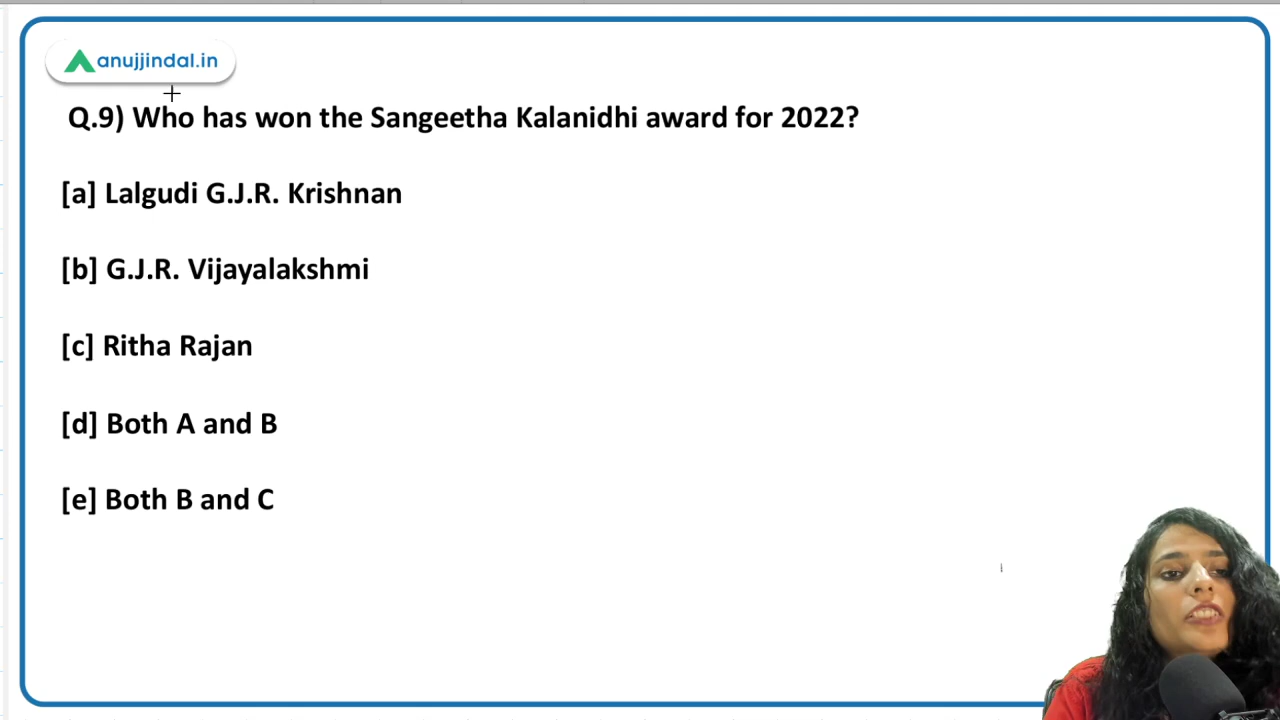 anujjindal.in
Q.9) Who has won the Sangeetha Kalanidhi award for 2022?
[a] Lalgudi G.J.R. Krishnan
[b] G.J.R. Vijayalakshmi
[c] Ritha Rajan
[d] Both A and B
[e] Both B and C